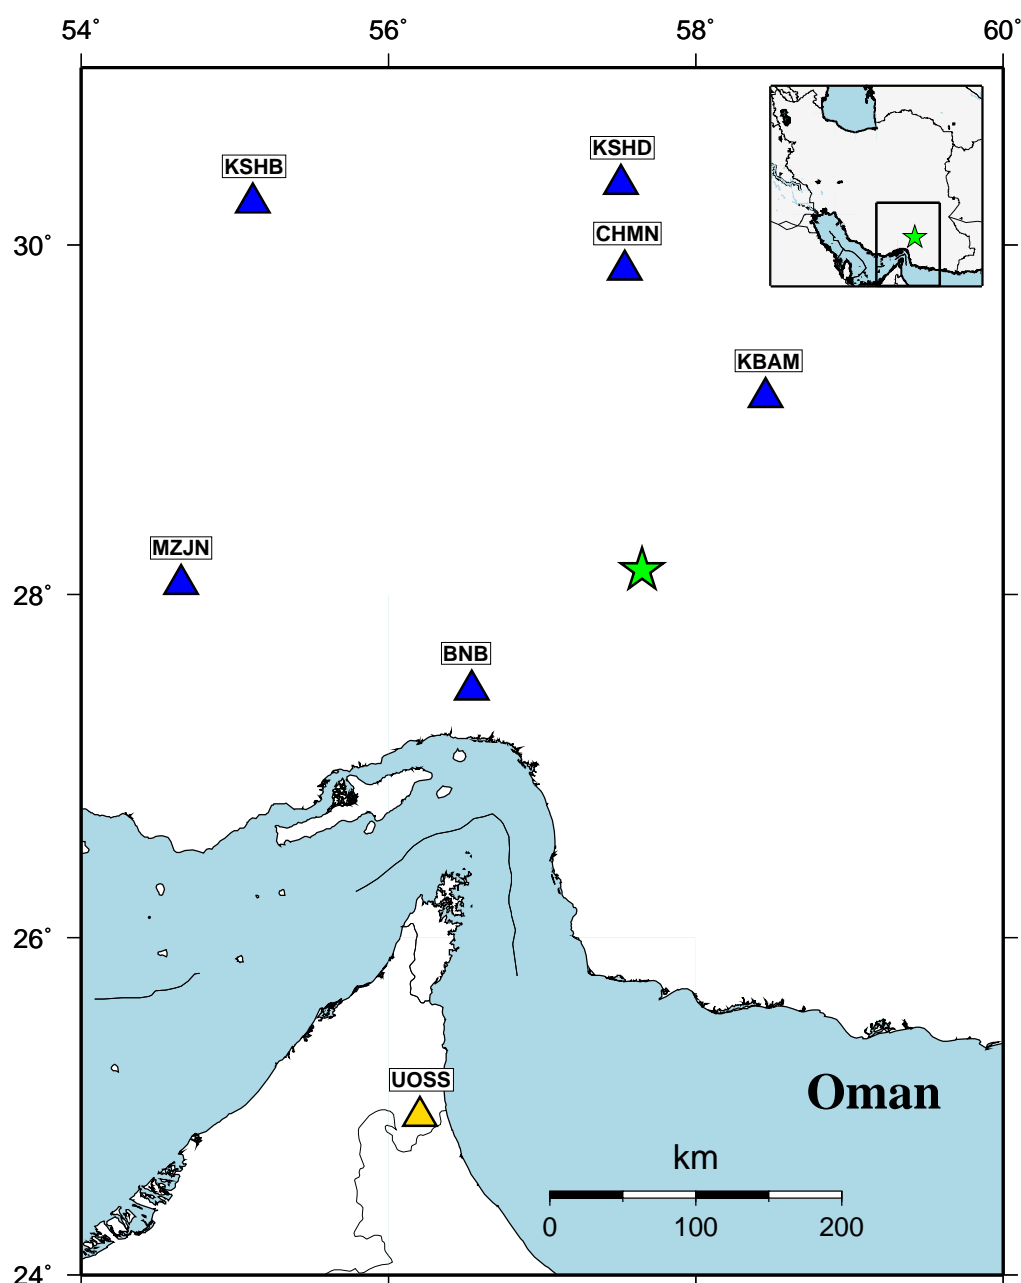 54˚ 56˚ 58˚ 60˚
KSHB
KSHD
CHMN
30˚
KBAM
MZJN
28˚
BNB
26˚
UOSS
Oman
km
0 100 200
24˚